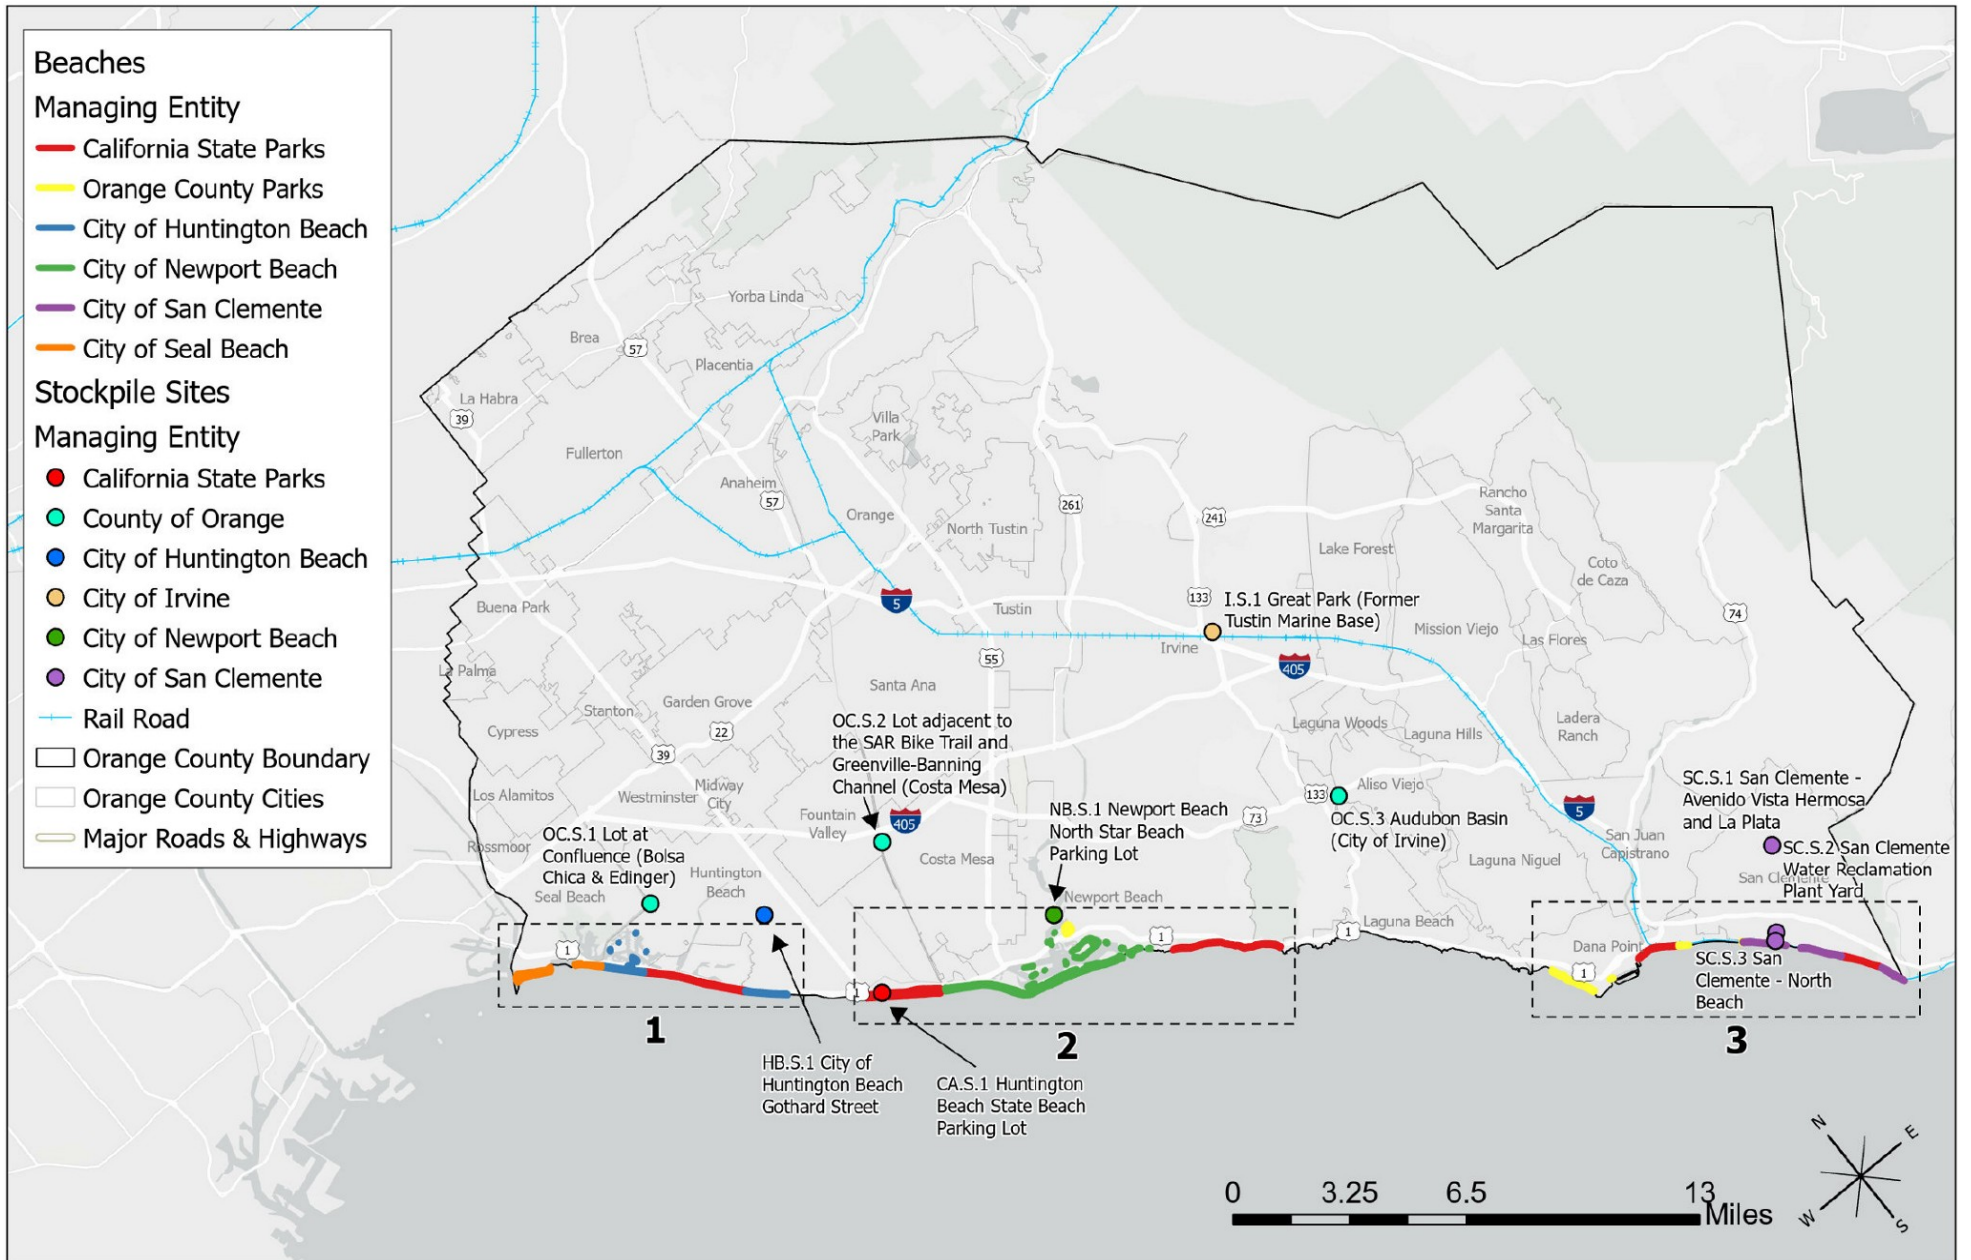 Beaches
Managing Entity
California State Parks
Orange County Parks
City of Huntington Beach
City of Newport Beach
City of San Clemente
City of Seal Beach
Stockpile Sites
Managing Entity
California State Parks
County of Orange
City of Huntington Beach
City of Irvine
City of Newport Beach
City of San Clemente
Rail Road
Orange County Boundary
Orange County Cities
Major Roads & Highways
Yorba Linda
Brea
57
Placentia
La Habra
39
Villa
Park
Fullerton
Anaheim
57
Orange
North Tustin
261
241
Rancho
Santa
Margarita
Lake Forest
Coto
de Caza
Buena Park
5
Tustin
133
I.S.1 Great Park (Former
Tustin Marine Base)
74
Mission Viejo
Las Flores
Irvine
405
55
La Palma
Santa Ana
Garden Grove
Stanton
22
Cypress
39
OC.S.2 Lot adjacent to
the SAR Bike Trail and
Greenville-Banning
Channel (Costa Mesa)
Laguna Woods
Laguna Hills
Ladera
Ranch
Los Alamitos
Westminster
Midway
City
Fountain
Valley
405
133
Aliso Viejo
73
5
SC.S.1 San Clemente -
Avenido Vista Hermosa
and La Plata
NB.S.1 Newport Beach
North Star Beach
Parking Lot
OC.S.3 Audubon Basin
(City of Irvine)
Rossmoor
OC.S.1 Lot at
Confluence (Bolsa
Chica & Edinger)
Costa Mesa
San Juan
Capistrano
Laguna Niguel
SC.S.2 San Clemente
Water Reclamation
Plant Yard
San Clemente
Seal Beach
Huntington
Beach
Newport Beach
Laguna Beach
1
1
1
Dana Point
SC.S.3 San
Clemente - North
Beach
1
1
1
2
3
HB.S.1 City of
Huntington Beach
Gothard Street
CA.S.1 Huntington
Beach State Beach
Parking Lot
N
E
W
S
0 3.25 6.5 13
Miles